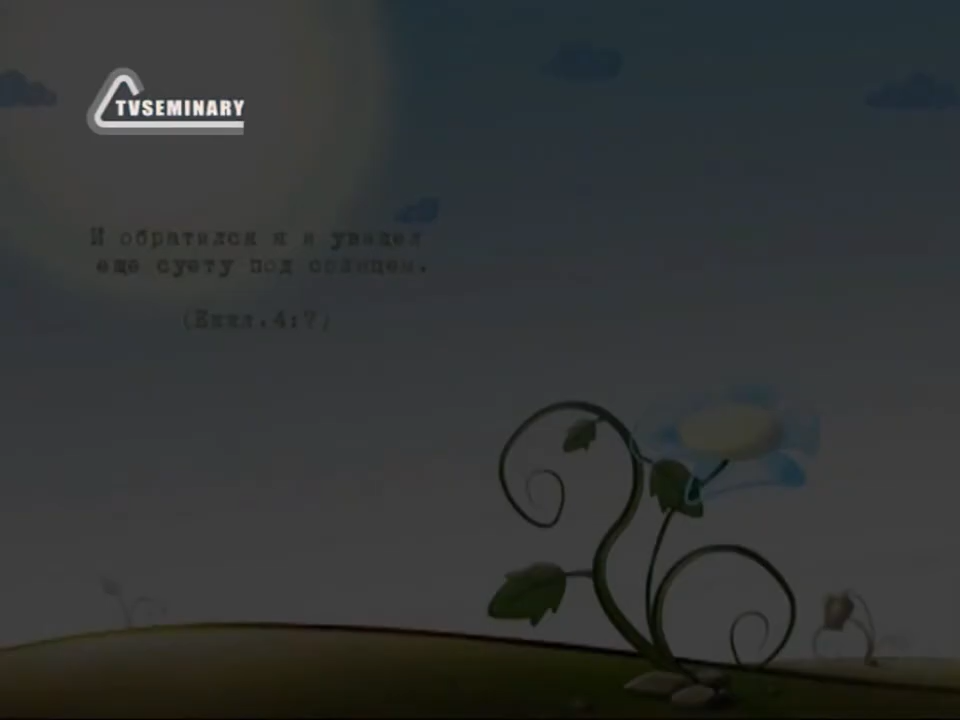 TVSEMINARY
И обратился я и увидел
еще суету под солнцем.
(Еккл.4:7)